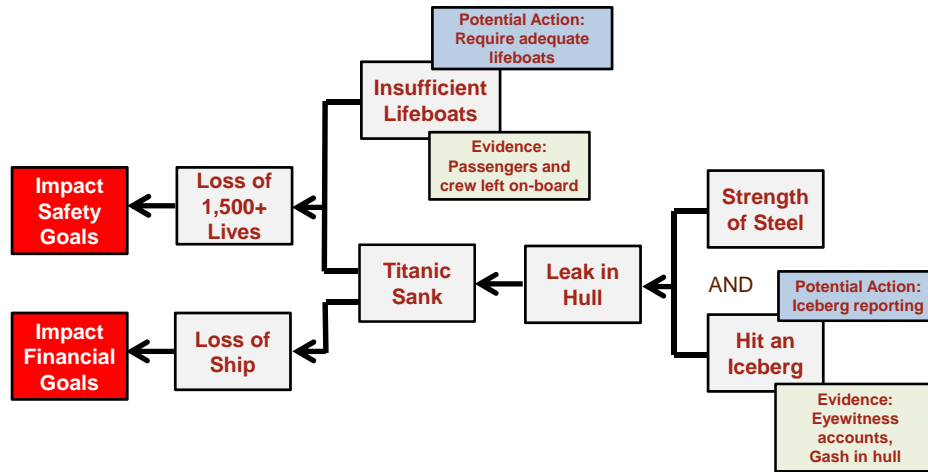 Potential Action:
Require adequate
lifeboats
Insufficient
Lifeboats
Evidence:
Passengers and
crew left on-board
Impact
Safety
Goals
Loss of
1,500+
Lives
Strength
of Steel
Titanic
Sank
Leak in
Hull
AND
Potential Action:
Iceberg reporting
Impact
Financial
Goals
Loss of
Ship
Hit an
Iceberg
Evidence:
Eyewitness
accounts,
Gash in hull